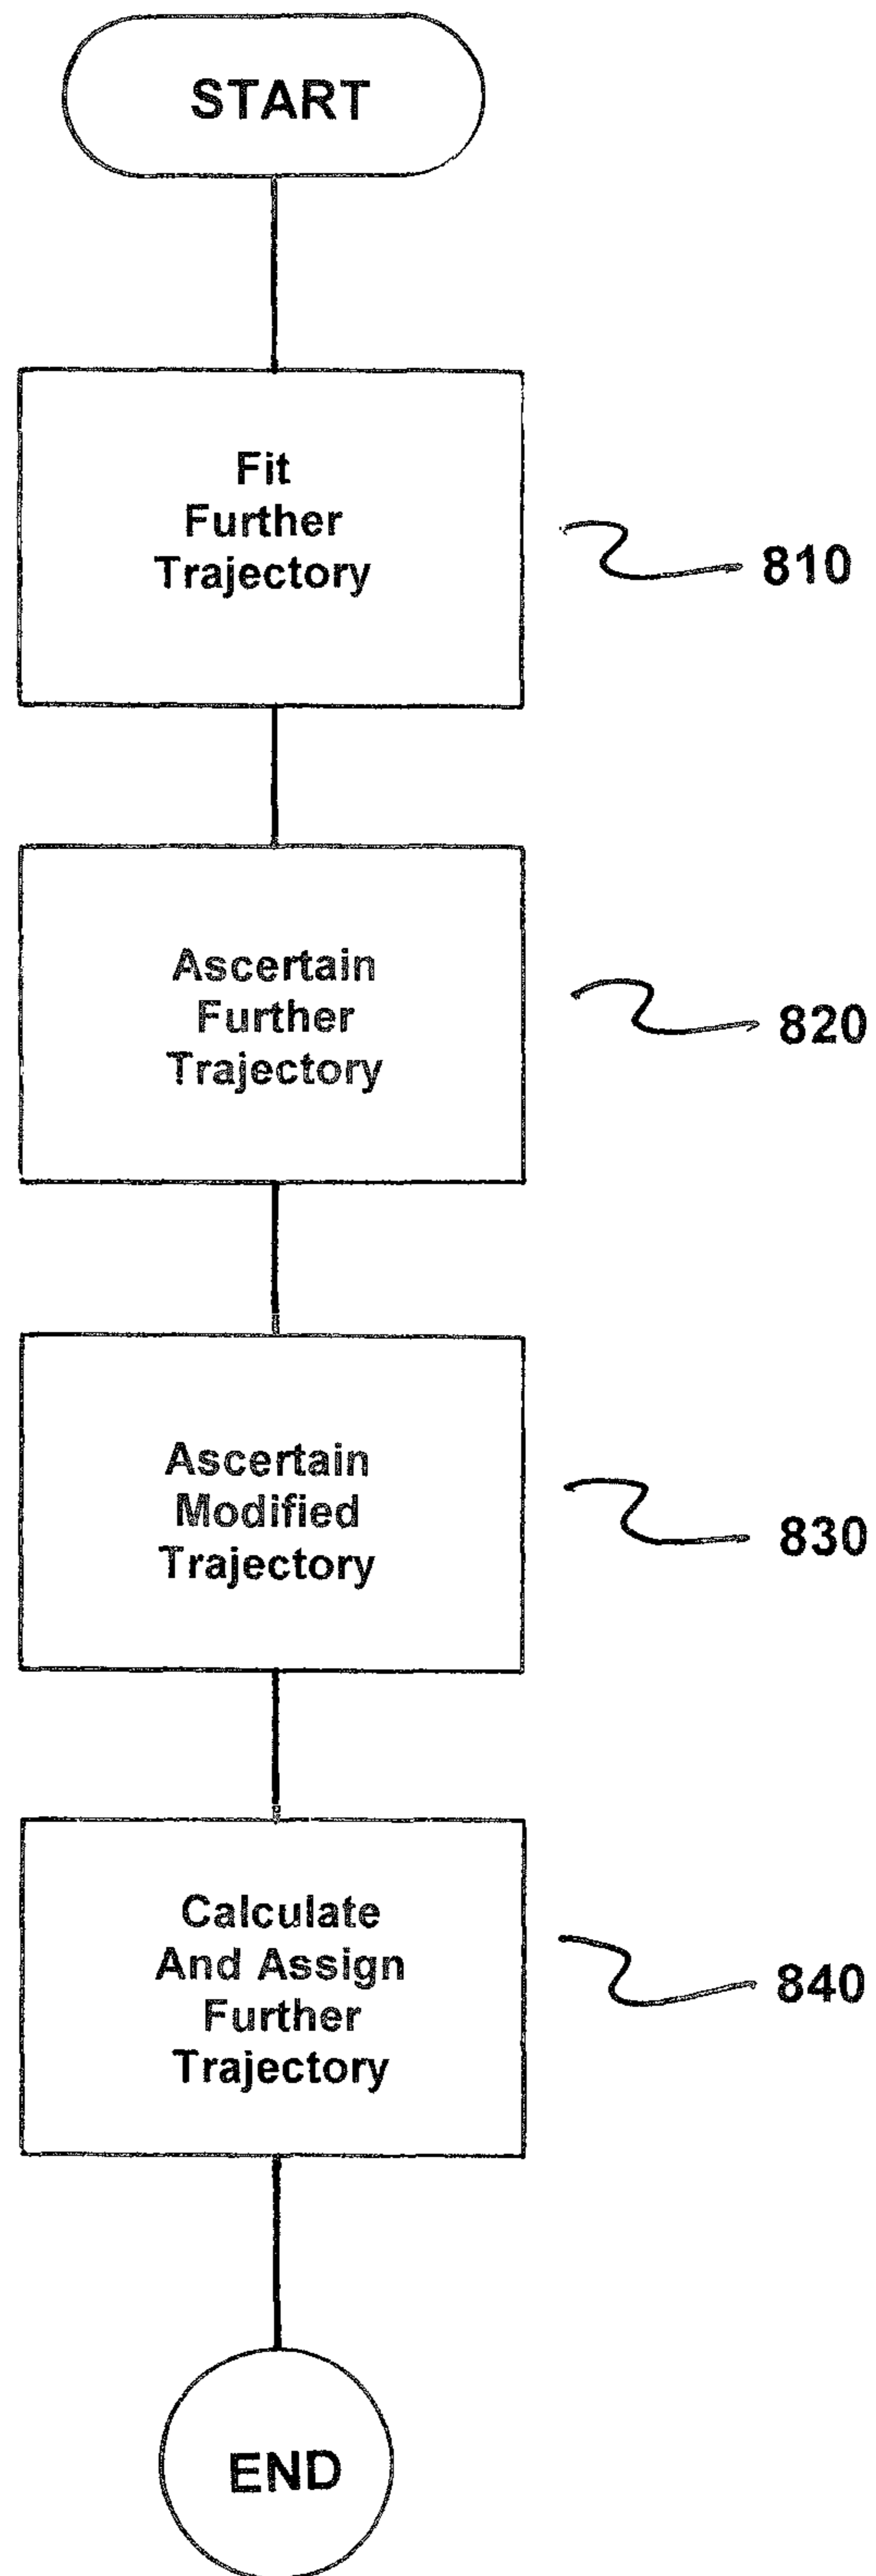 START
Fit
Further
Trajectory
810
Ascertain
Further
Trajectory
820
Ascertain
Modified
Trajectory
830
Calculate
And Assign
Further
Trajectory
840
END